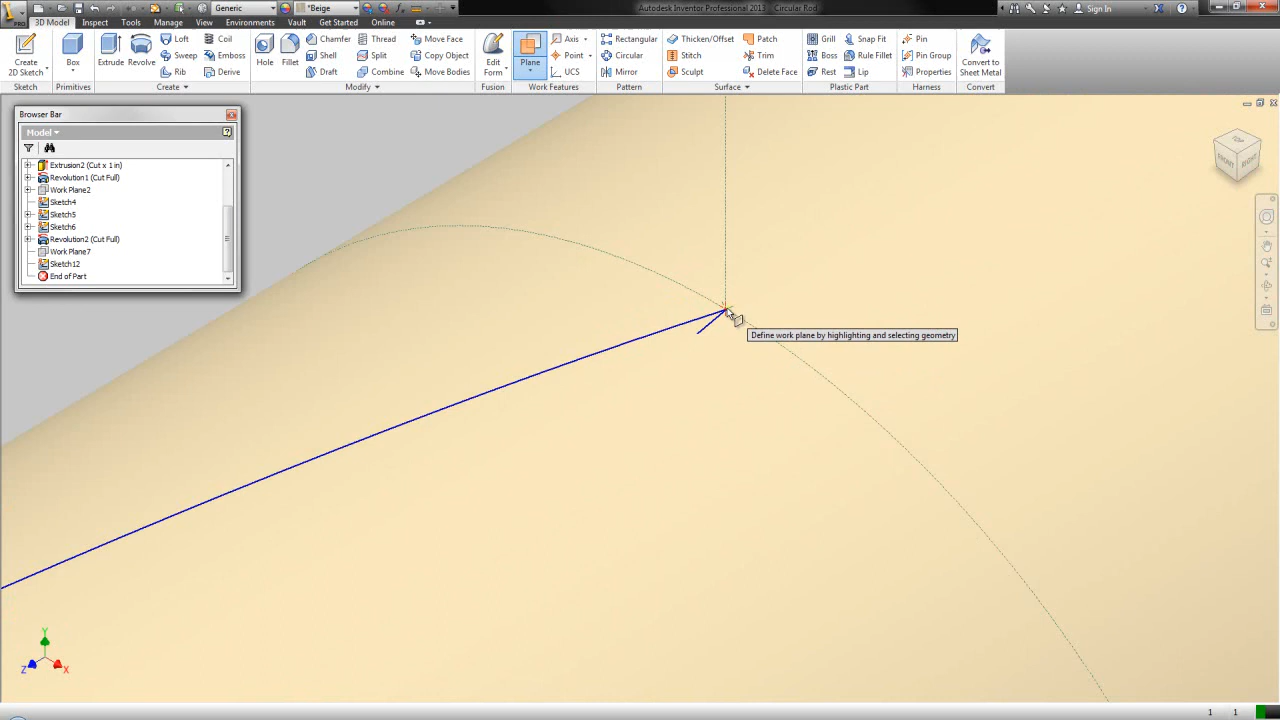 PRO
Generic
*Beige
Autodesk Inventor Professional 2013 Circular Rod
Sign In
3D Model Inspect Tools Manage View Environments Vault Get Started Online
Create
2D Sketch
Sketch
Box
Primitives
Extrude Revolve
Loft Coil
Sweep Emboss
Rib Derive
Create
Hole Fillet
Chamfer Thread Move Face
Shell Split Copy Object
Draft Combine Move Bodies
Modify
Edit
Form
Fusion
Plane
Axis
Point
UCS
Work Features
Rectangular
Circular
Mirror
Pattern
Thicken/Offset Patch
Stitch Trim
Sculpt Delete Face
Surface
Grill Snap Fit
Boss Rule Fillet
Rest Lip
Plastic Part
Pin
Pin Group
Properties
Harness
Convert to
Sheet Metal
Convert
Browser Bar
Model
Extrusion2 (Cut x 1 in)
Revolution1 (Cut Full)
Work Plane2
Sketch4
Sketch5
Sketch6
Revolution2 (Cut Full)
Work Plane7
Sketch12
End of Part
TOP
FRONT RIGHT
Define work plane by highlighting and selecting geometry
Y
Z X
1 1